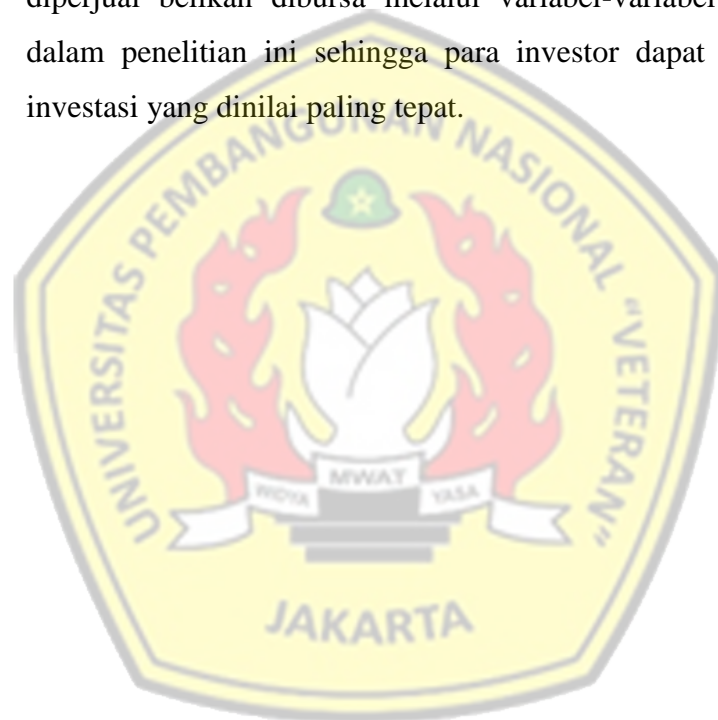 diperjual belikan dibursa melalui variabel-variabel
dalam penelitian ini sehingga para investor dapat
investasi yang dinilai paling tepat.
UNIVERSITAS PEMBANGUNAN NASIONAL "VETERAN"
WIDYA MWAT YASA
JAKARTA